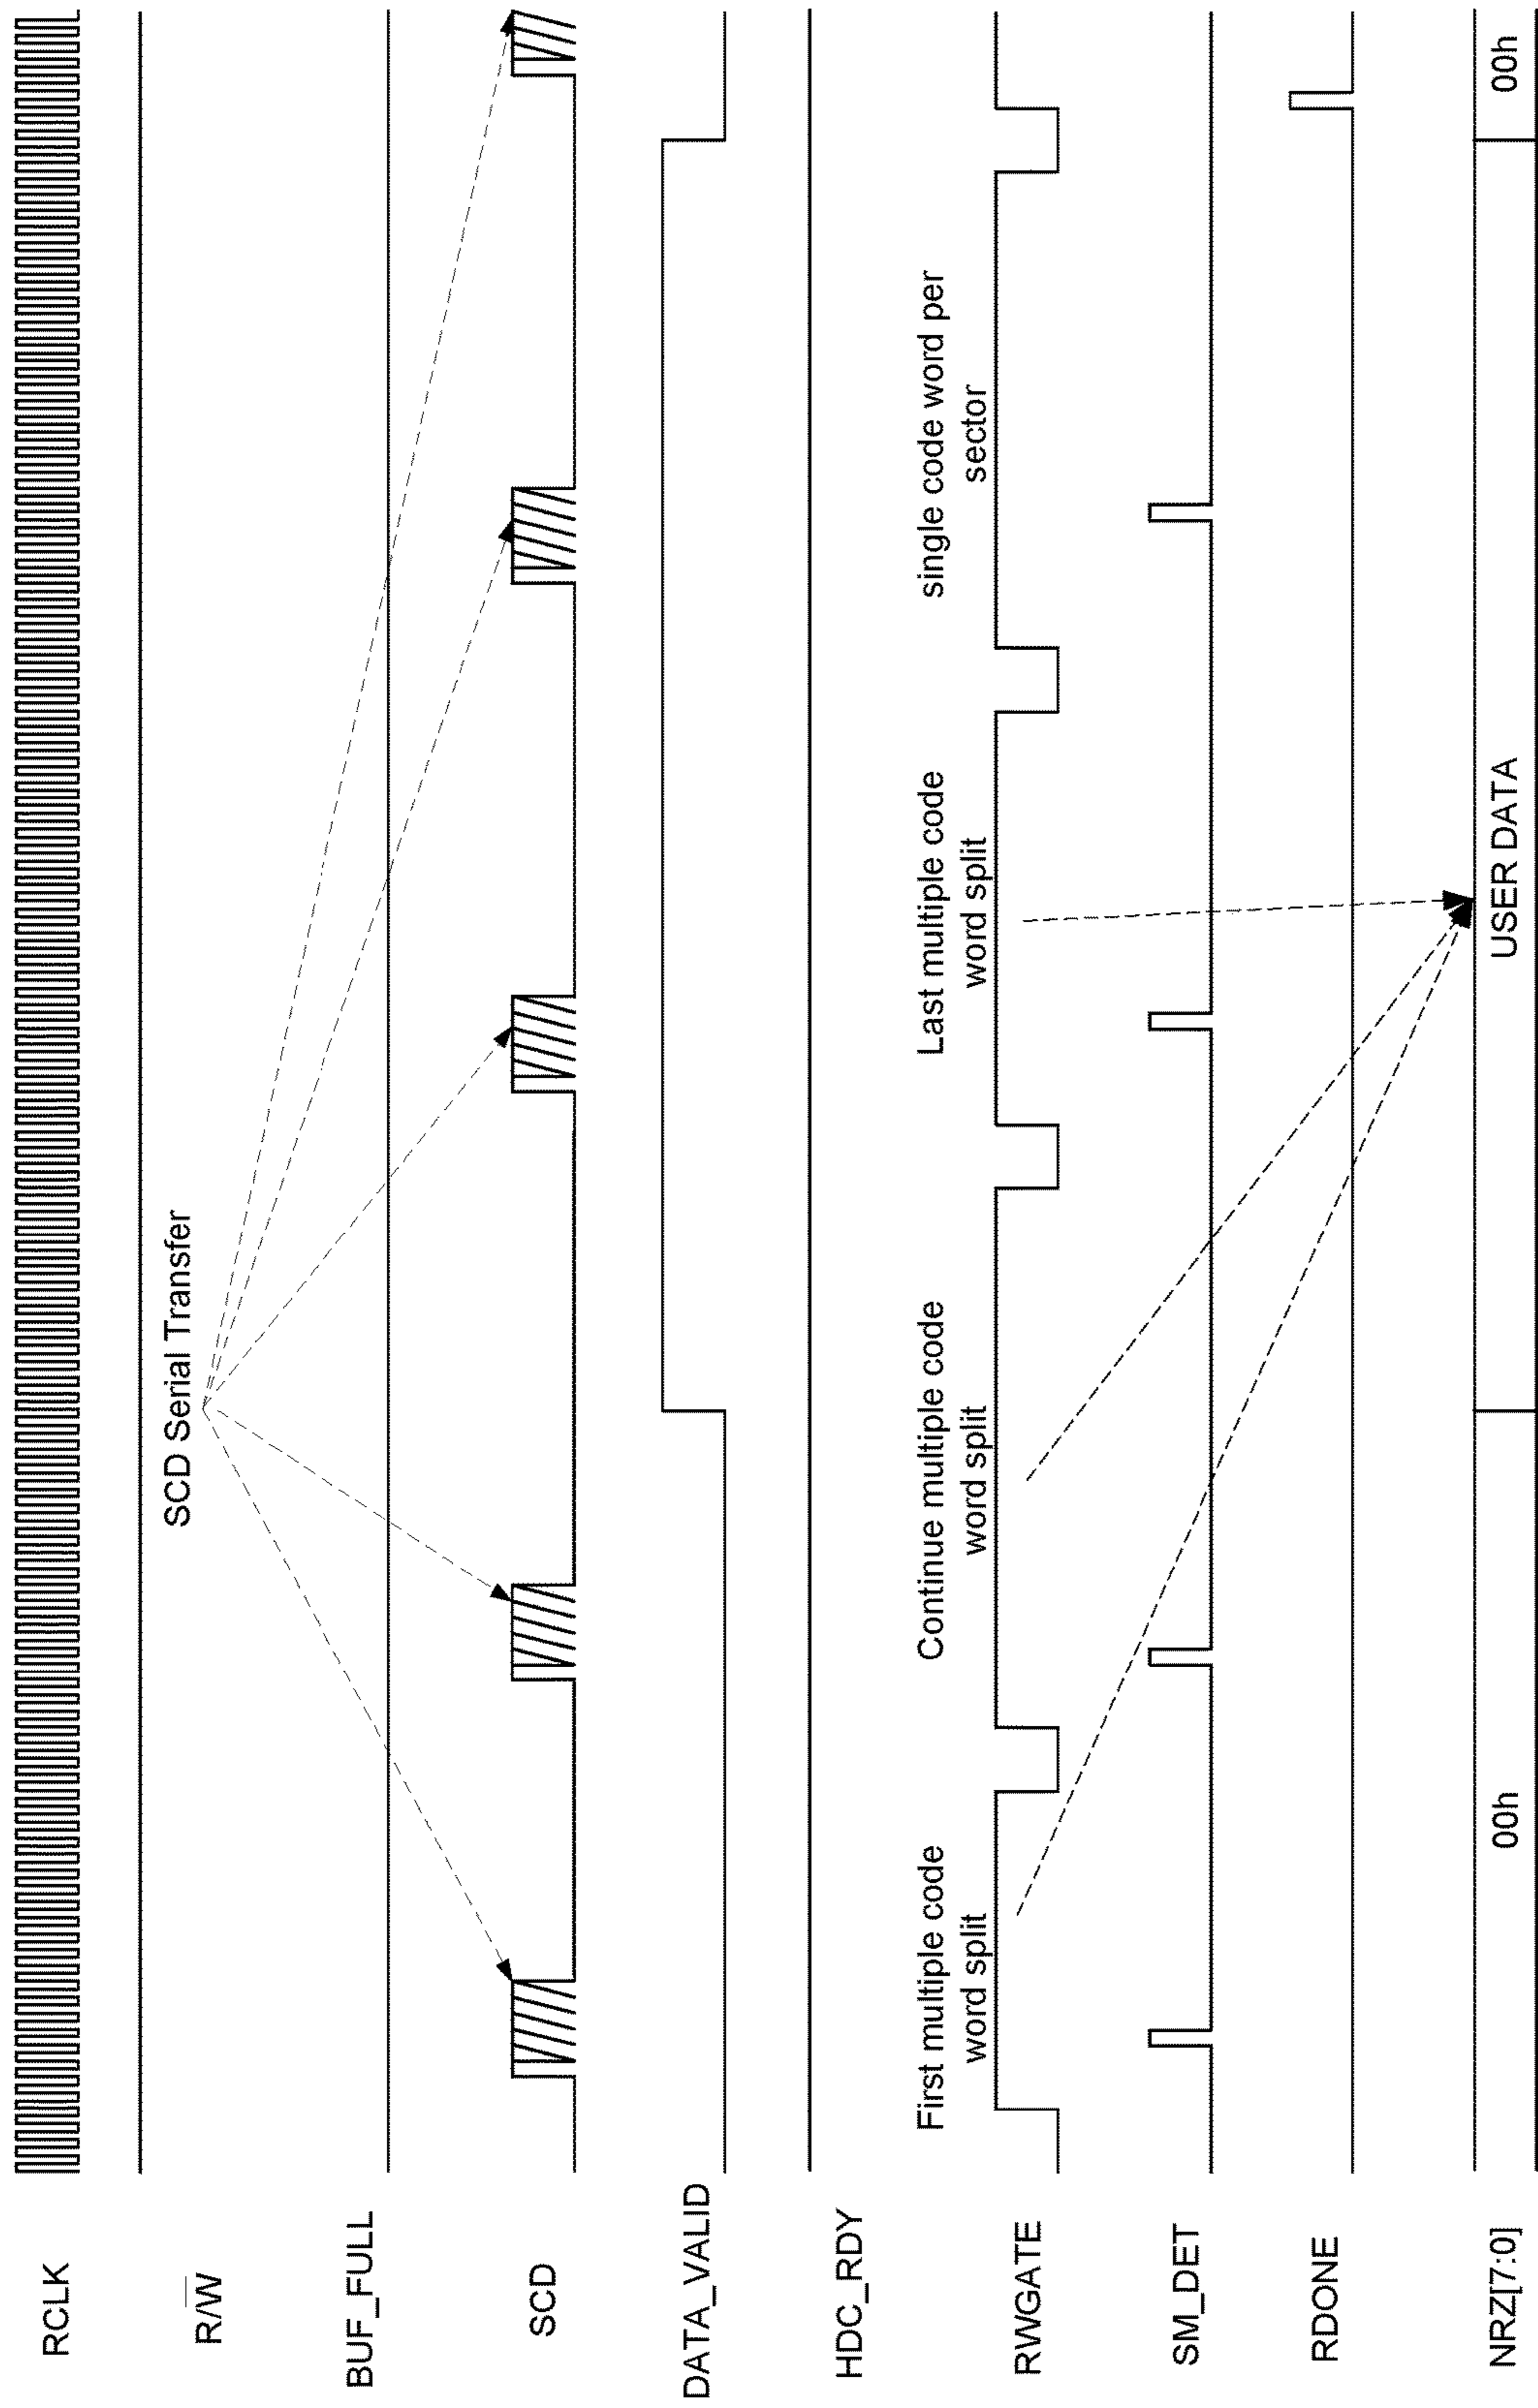 RCLK
R/W̅
SCD Serial Transfer
BUF_FULL
SCD
DATA_VALID
HDC_RDY
First multiple code
word split
Continue multiple code
word split
Last multiple code
word split
single code word per
sector
RWGATE
SM_DET
RDONE
NRZ[7:0]
00h
USER DATA
00h